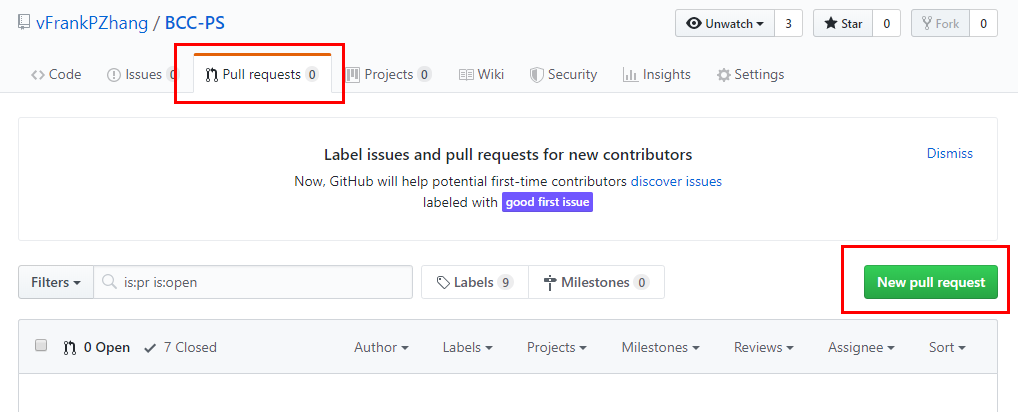 vFrankPZhang / BCC-PS
Unwatch 3 Star 0 Fork 0
Code Issues 0 Pull requests 0 Projects 0 Wiki Security Insights Settings
Label issues and pull requests for new contributors
Dismiss
Now, GitHub will help potential first-time contributors discover issues
labeled with good first issue
Filters is:pr is:open Labels 9 Milestones 0 New pull request
0 Open 7 Closed Author Labels Projects Milestones Reviews Assignee Sort